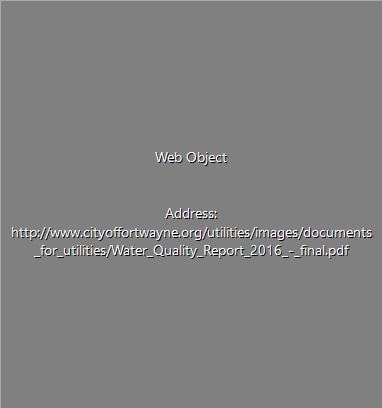 Web Object
Address:
http://www.cityoffortwayne.org/utilities/images/documents
_for_utilities/Water_Quality_Report_2016_-_final.pdf